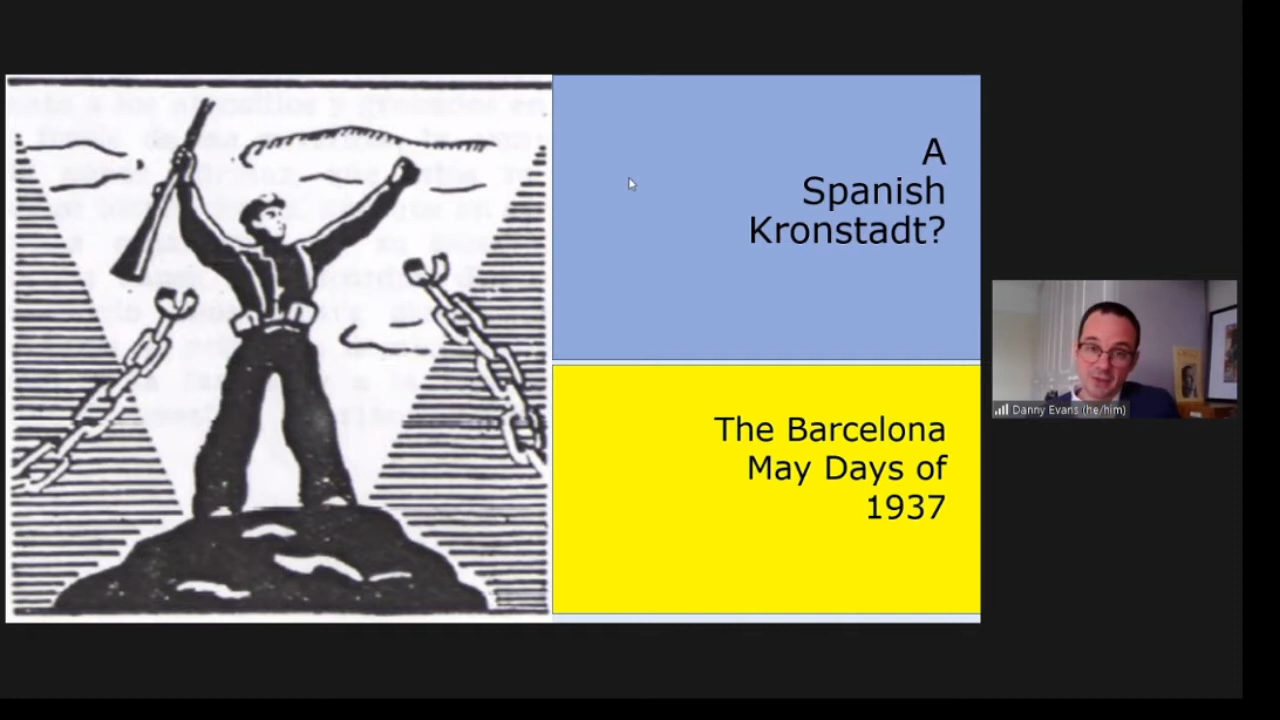 A
Spanish
Kronstadt?
The Barcelona
May Days of
1937
Danny Evans (he/him)